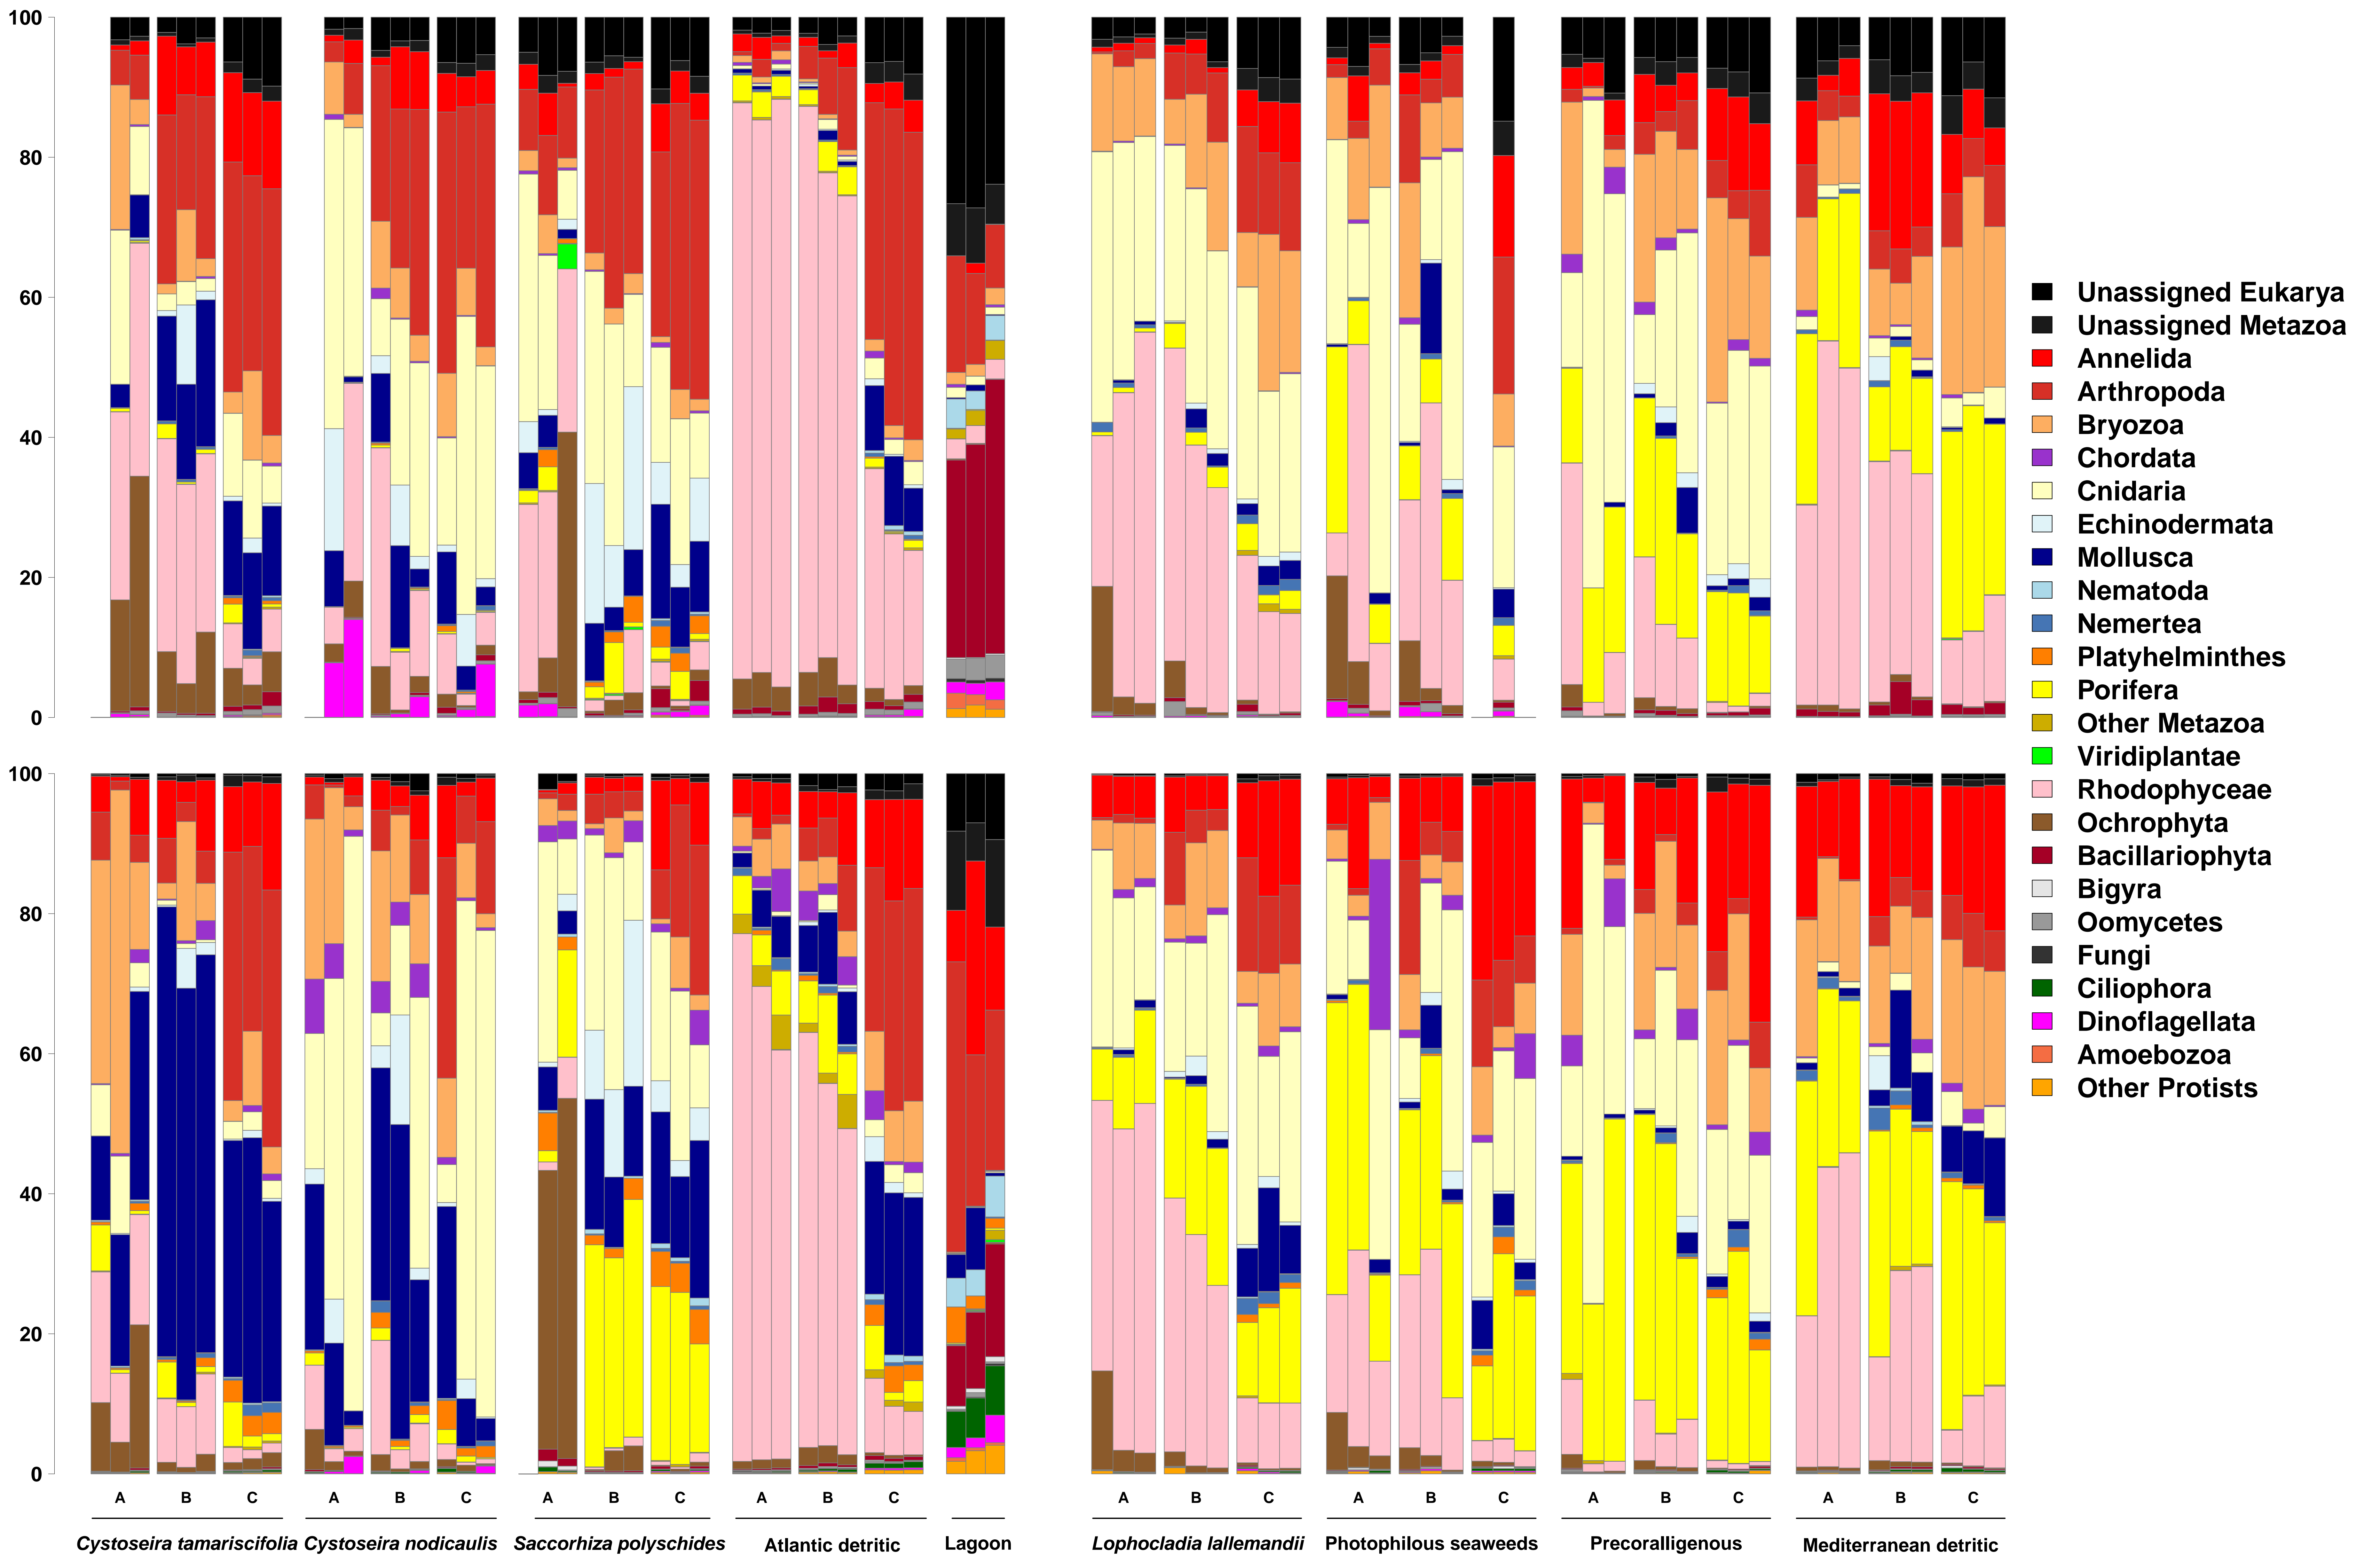 100
80
60
40
20
0
100
80
60
40
20
0
Unassigned Eukarya
Unassigned Metazoa
Annelida
Arthropoda
Bryozoa
Chordata
Cnidaria
Echinodermata
Mollusca
Nematoda
Nemertea
Platyhelminthes
Porifera
Other Metazoa
Viridiplantae
Rhodophyceae
Ochrophyta
Bacillariophyta
Bigyra
Oomycetes
Fungi
Ciliophora
Dinoflagellata
Amoebozoa
Other Protists
A B C A B C A B C A B C A B C A B C A B C A B C
Cystoseira tamariscifolia Cystoseira nodicaulis Saccorhiza polyschides Atlantic detritic Lagoon Lophocladia lallemandii Photophilous seaweeds Precoralligenous Mediterranean detritic